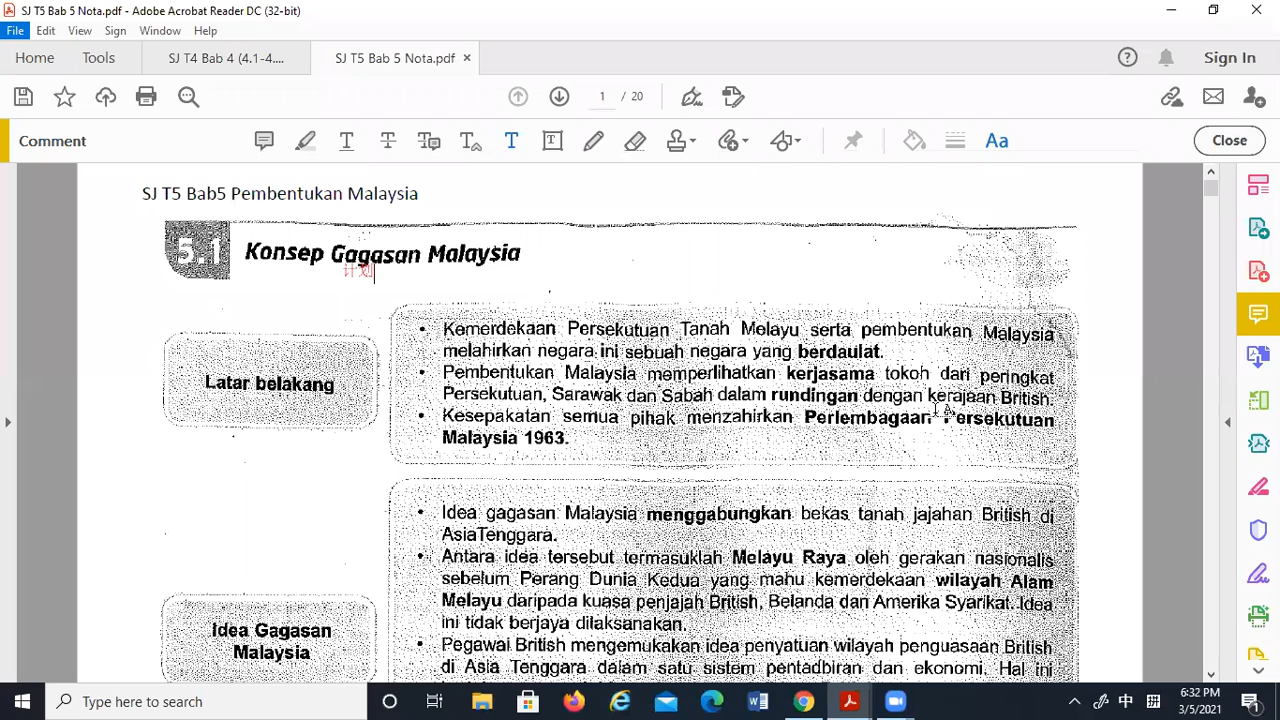 SJ T5 Bab 5 Nota.pdf - Adobe Acrobat Reader DC (32-bit)
File Edit View Sign Window Help
Home Tools SJ T4 Bab 4 (4.1-4.... SJ T5 Bab 5 Nota.pdf × Sign In
1 / 20
Comment T T T T T T Aa Close
SJ T5 Bab5 Pembentukan Malaysia
5.1 Konsep Gagasan Malaysia
计划
Latar belakang
• Kemerdekaan Persekutuan Tanah Melayu serta pembentukan Malaysia
melahirkan negara ini sebuah negara yang berdaulat.
• Pembentukan Malaysia memperlihatkan kerjasama tokoh dari peringkat
Persekutuan, Sarawak dan Sabah dalam rundingan dengan kerajaan British.
• Kesepakatan semua pihak menzahirkan Perlembagaan Persekutuan
Malaysia 1963.
Idea Gagasan
Malaysia
• Idea gagasan Malaysia menggabungkan bekas tanah jajahan British di
AsiaTenggara.
• Antara idea tersebut termasuklah Melayu Raya oleh gerakan nasionalis
sebelum Perang Dunia Kedua yang mahu kemerdekaan wilayah Alam
Melayu daripada kuasa penjajah British, Belanda dan Amerika Syarikat. Idea
ini tidak berjaya dilaksanakan.
• Pegawai British mengemukakan idea penyatuan wilayah penguasaan British
di Asia Tenggara dalam satu sistem pentadbiran dan ekonomi. Hal ini
Type here to search
中 拼 6:32 PM
3/5/2021 1